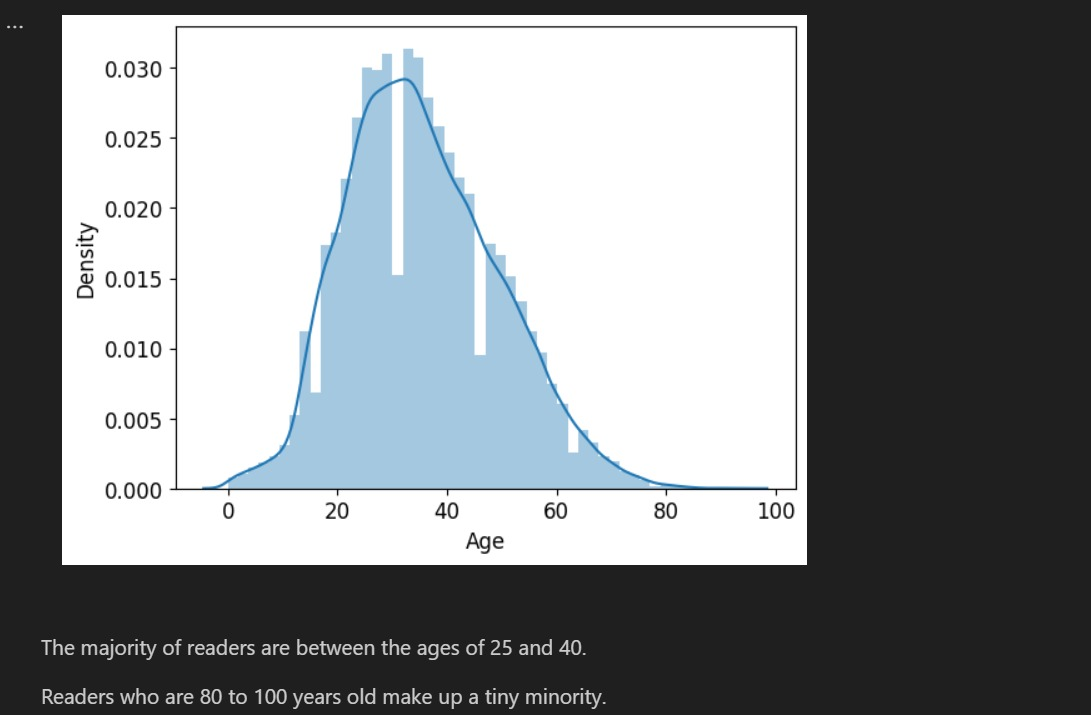 ...
0.030
0.025
0.020
0.015
0.010
0.005
0.000
Density
0 20 40 60 80 100
Age
The majority of readers are between the ages of 25 and 40.
Readers who are 80 to 100 years old make up a tiny minority.